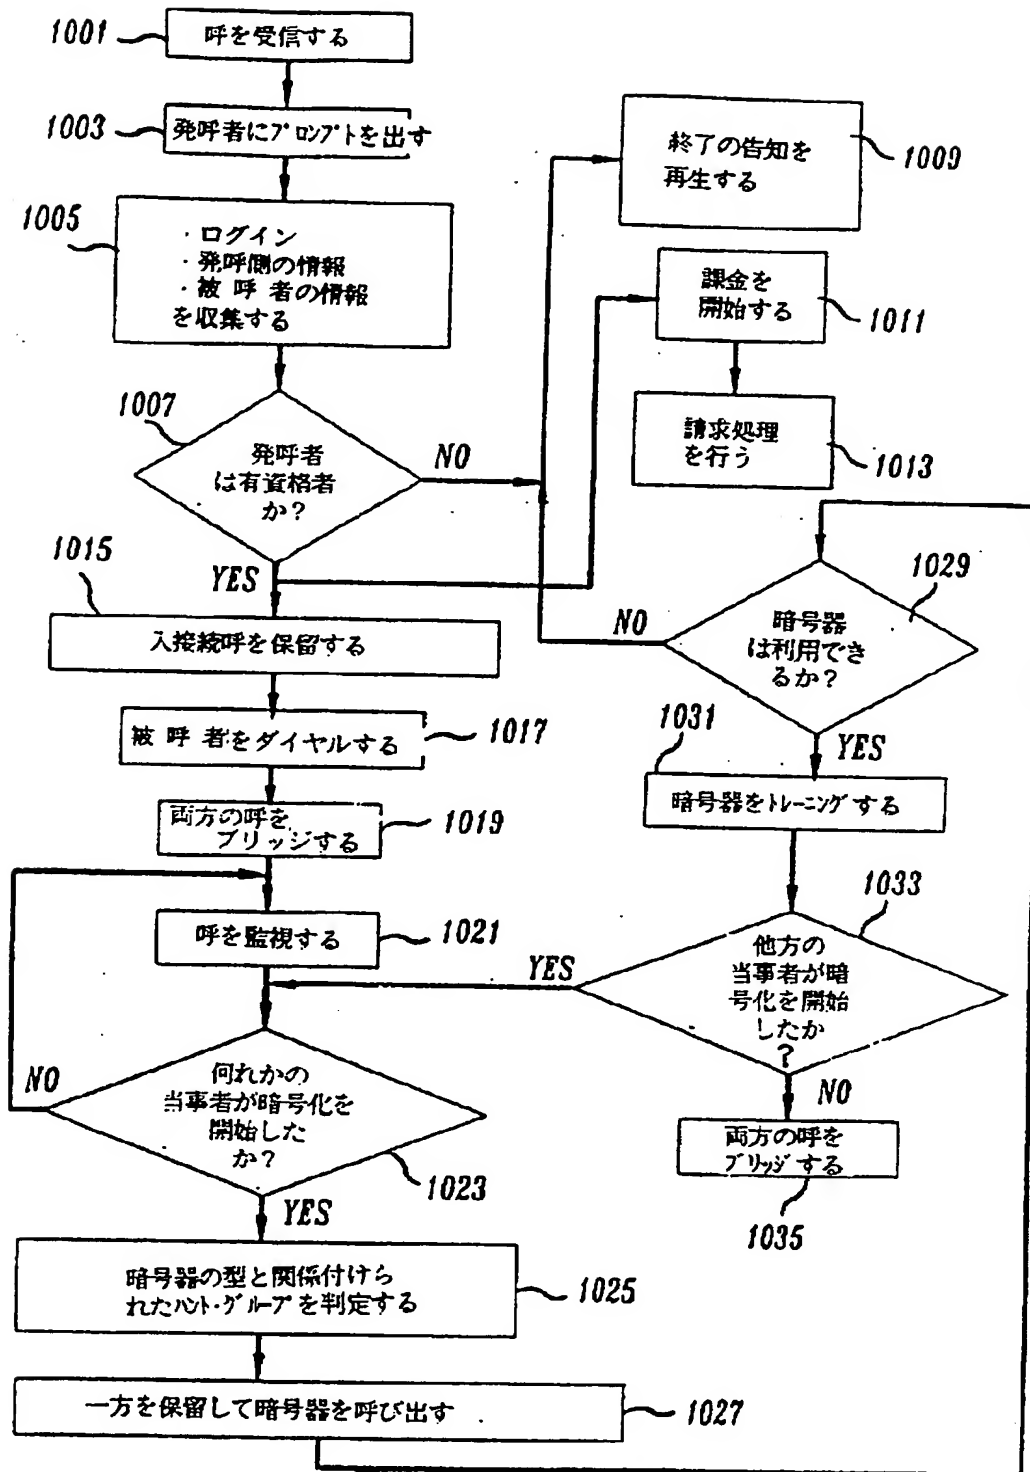 1001
呼を受信する
1003
発呼者にプロンプトを出す
1005
・ログイン
・発呼側の情報
・被 呼 者の情報
を収集する
1007
発呼者
は有資格者
か？
NO
YES
終了の告知を
再生する
1009
課金を
開始する
1011
請求処理
を行う
1013
1015
入接続呼を保留する
被 呼 者をダイヤルする
1017
両方の呼を
ブリッジする
1019
呼を監視する
1021
何れかの
当事者が暗号化を
開始した
か？
NO
1023
YES
暗号器の型と関係付けら
れたハント・グループを判定する
1025
一方を保留して暗号器を呼び出す
1027
1029
暗号器
は利用でき
るか？
NO
YES
1031
暗号器をトレーニングする
1033
他方の
当事者が暗
号化を開始
したか
？
YES
NO
両方の呼を
ブリッジする
1035